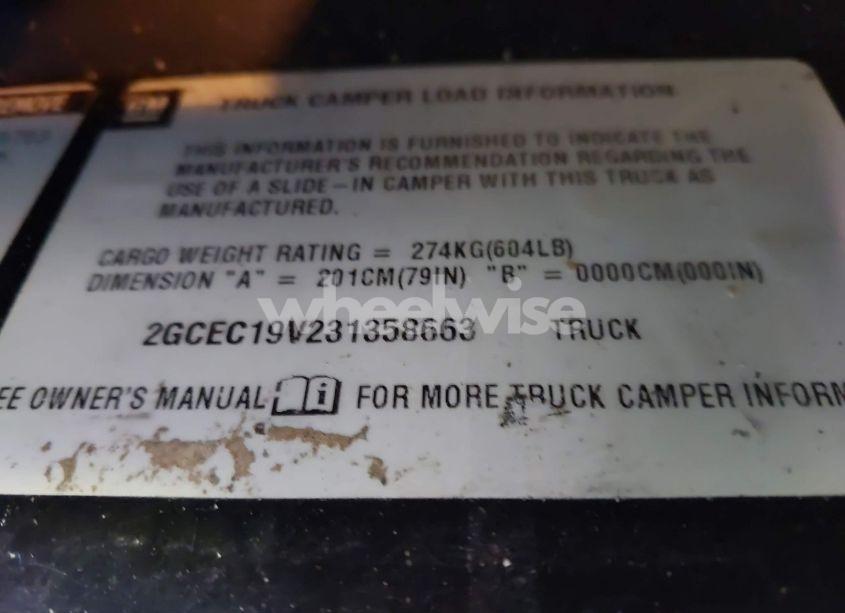 TRUCK CAMPER LOAD INFORMATION
THIS INFORMATION IS FURNISHED TO INDICATE THE
MANUFACTURER'S RECOMMENDATION REGARDING THE
USE OF A SLIDE-IN CAMPER WITH THIS TRUCK AS
MANUFACTURED.
CARGO WEIGHT RATING = 274KG(604LB)
DIMENSION "A" = 201CM(79IN) "B" = 0000CM(000IN)
wheelwise
2GCEC19V231358663 TRUCK
EE OWNER'S MANUAL i FOR MORE TRUCK CAMPER INFORM